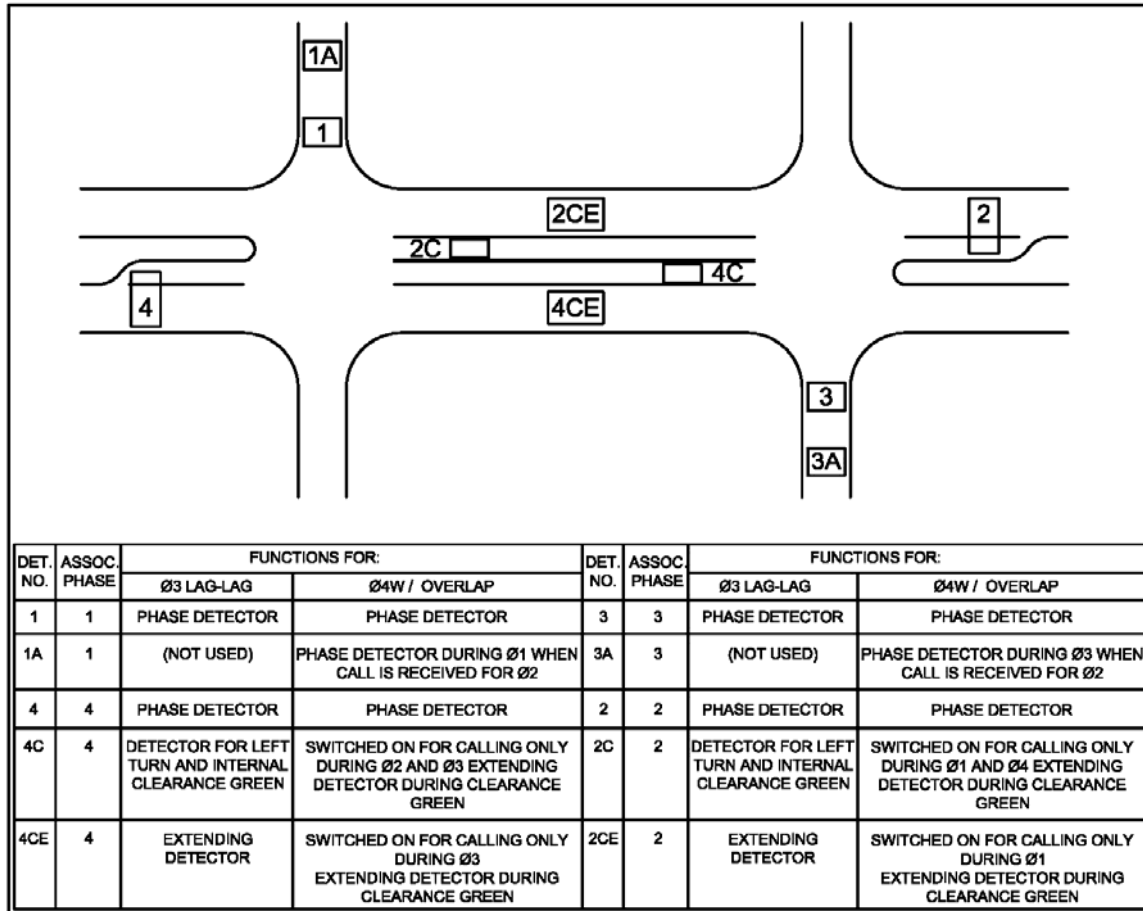 1A
1
2CE
2
2C
4C
4
4CE
3
3A
DET. NO.
ASSOC. PHASE
FUNCTIONS FOR:
DET. NO.
ASSOC. PHASE
FUNCTIONS FOR:
Ø3 LAG-LAG
Ø4W / OVERLAP
Ø3 LAG-LAG
Ø4W / OVERLAP
1
1
PHASE DETECTOR
PHASE DETECTOR
3
3
PHASE DETECTOR
PHASE DETECTOR
1A
1
(NOT USED)
PHASE DETECTOR DURING Ø1 WHEN
CALL IS RECEIVED FOR Ø2
3A
3
(NOT USED)
PHASE DETECTOR DURING Ø3 WHEN
CALL IS RECEIVED FOR Ø2
4
4
PHASE DETECTOR
PHASE DETECTOR
2
2
PHASE DETECTOR
PHASE DETECTOR
4C
4
DETECTOR FOR LEFT
TURN AND INTERNAL
CLEARANCE GREEN
SWITCHED ON FOR CALLING ONLY
DURING Ø2 AND Ø3 EXTENDING
DETECTOR DURING CLEARANCE
GREEN
2C
2
DETECTOR FOR LEFT
TURN AND INTERNAL
CLEARANCE GREEN
SWITCHED ON FOR CALLING ONLY
DURING Ø1 AND Ø4 EXTENDING
DETECTOR DURING CLEARANCE
GREEN
4CE
4
EXTENDING
DETECTOR
SWITCHED ON FOR CALLING ONLY
DURING Ø3
EXTENDING DETECTOR DURING
CLEARANCE GREEN
2CE
2
EXTENDING
DETECTOR
SWITCHED ON FOR CALLING ONLY
DURING Ø1
EXTENDING DETECTOR DURING
CLEARANCE GREEN